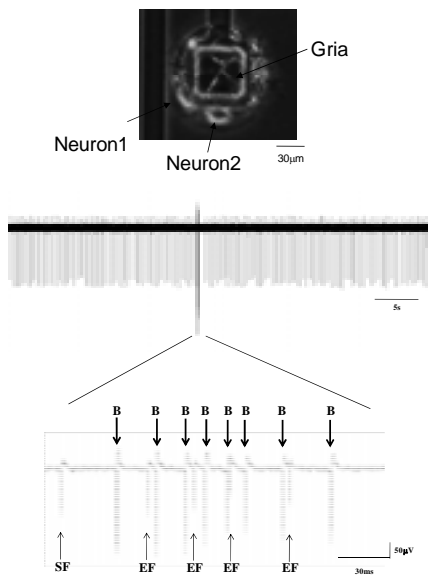 Gria
Neuron1
Neuron2
30μm
5s
B B B B B B B B
SF EF EF EF EF
50μV
30ms